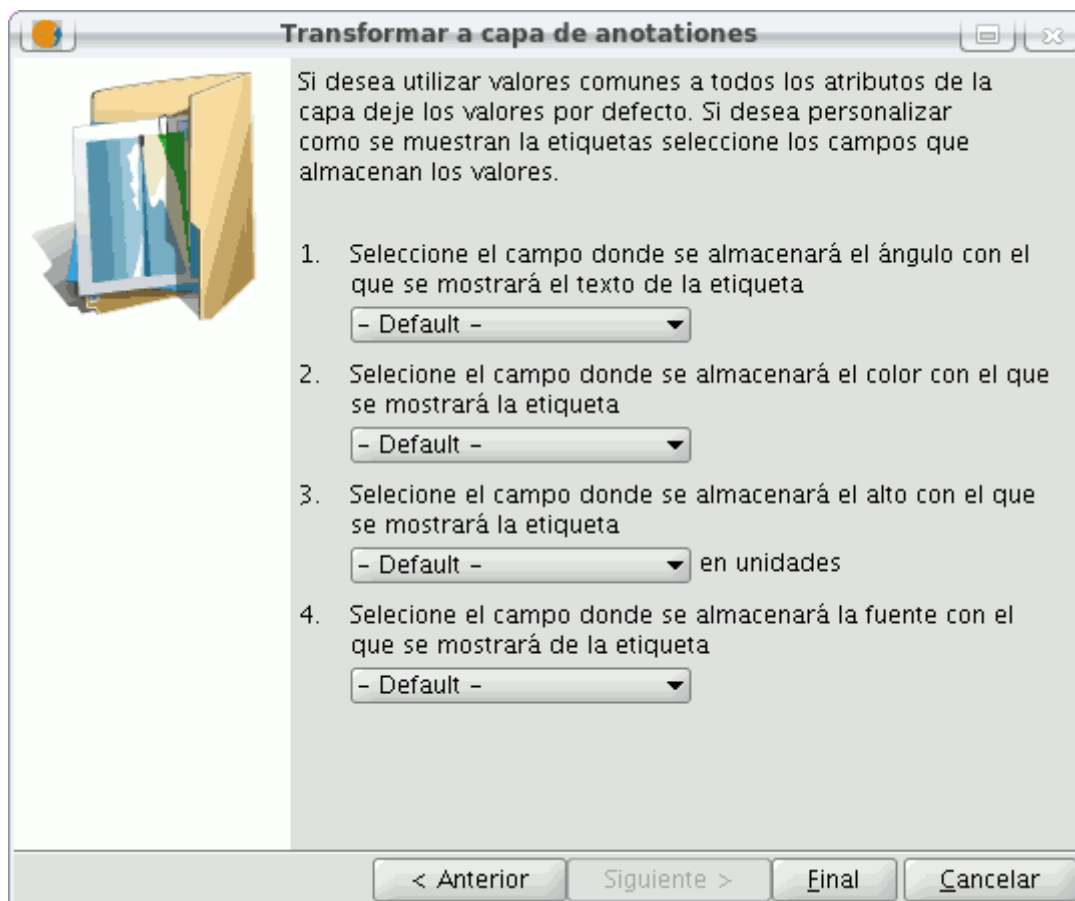 Transformar a capa de anotationes
Si desea utilizar valores comunes a todos los atributos de la
capa deje los valores por defecto. Si desea personalizar
como se muestran la etiquetas seleccione los campos que
almacenan los valores.
1. Seleccione el campo donde se almacenará el ángulo con el
que se mostrará el texto de la etiqueta
- Default -
2. Selecione el campo donde se almacenará el color con el que
se mostrará la etiqueta
- Default -
3. Selecione el campo donde se almacenará el alto con el que
se mostrará la etiqueta
- Default - en unidades
4. Selecione el campo donde se almacenará la fuente con el
que se mostrará de la etiqueta
- Default -
< Anterior Siguiente > Final Cancelar